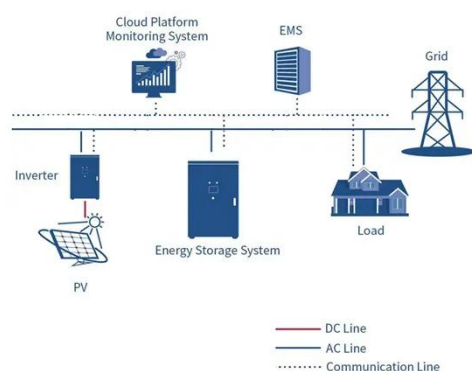 Cloud Platform
Monitoring System
EMS
Grid
Inverter
Energy Storage System
Load
PV
DC Line
AC Line
Communication Line